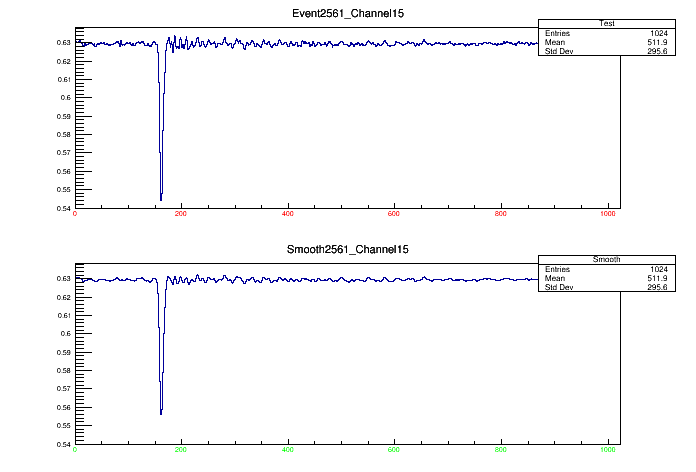 Event2561_Channel15
Test
Entries 1024
Mean 511.9
Std Dev 295.6
0.63
0.62
0.61
0.6
0.59
0.58
0.57
0.56
0.55
0.54
0 200 400 600 800 1000
Smooth2561_Channel15
Smooth
Entries 1024
Mean 511.9
Std Dev 295.6
0.63
0.62
0.61
0.6
0.59
0.58
0.57
0.56
0.55
0.54
0 200 400 600 800 1000